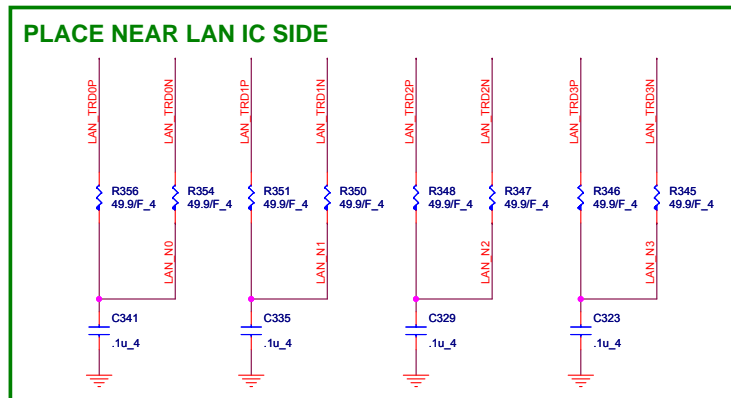 PLACE NEAR LAN IC SIDE
LAN_TRD0P
LAN_TRD0N
LAN_TRD1P
LAN_TRD1N
LAN_TRD2P
LAN_TRD2N
LAN_TRD3P
LAN_TRD3N
R356
49.9/F_4
R354
49.9/F_4
R351
49.9/F_4
R350
49.9/F_4
R348
49.9/F_4
R347
49.9/F_4
R346
49.9/F_4
R345
49.9/F_4
LAN_N0
LAN_N1
LAN_N2
LAN_N3
C341
.1u_4
C335
.1u_4
C329
.1u_4
C323
.1u_4